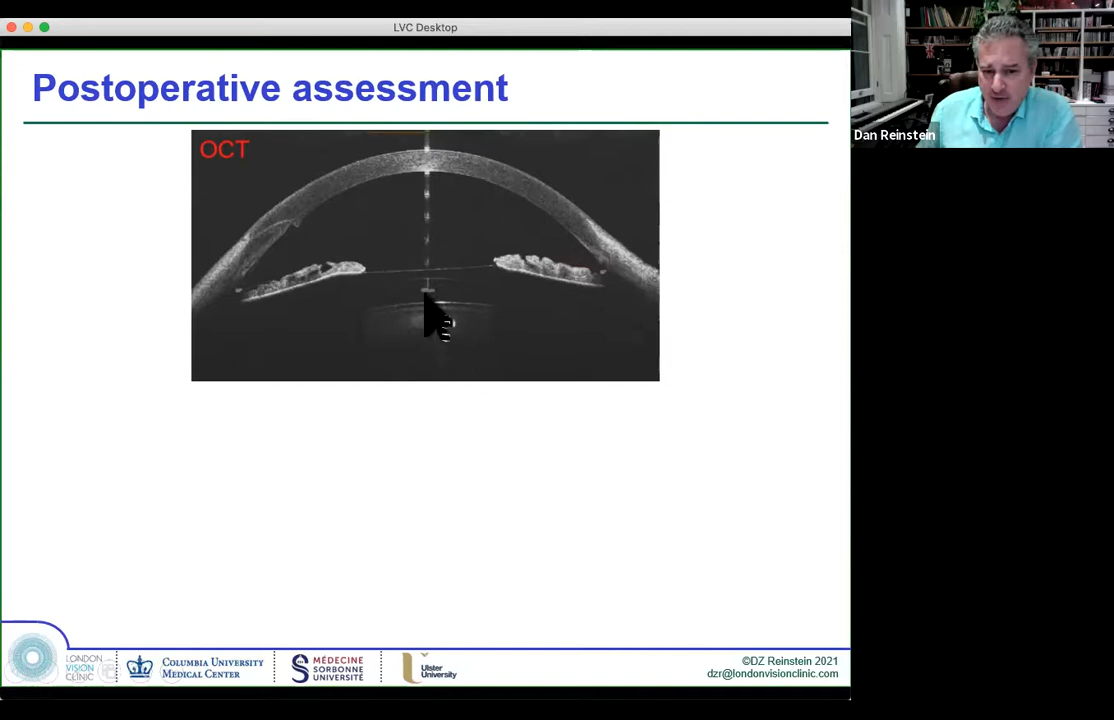 LVC Desktop
Postoperative assessment
OCT
Dan Reinstein
LONDON
VISION
CLINIC
COLUMBIA UNIVERSITY
MEDICAL CENTER
MÉDECINE
SORBONNE
UNIVERSITÉ
Ulster
University
©DZ Reinstein 2021
dzr@londonvisionclinic.com